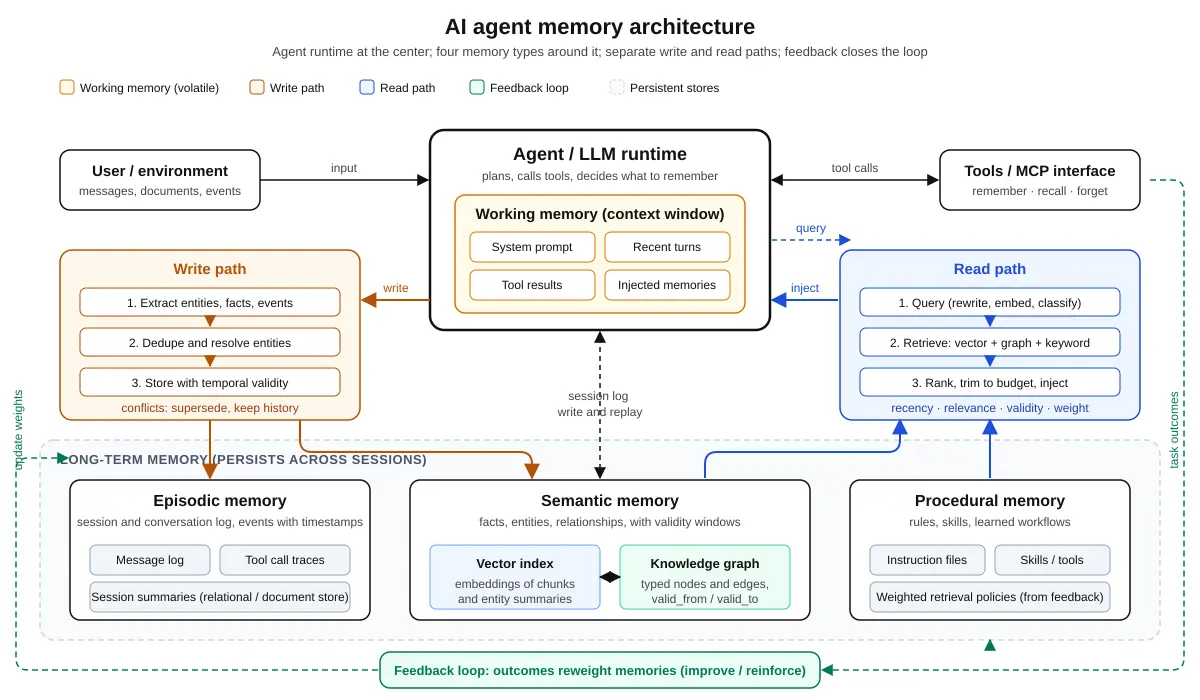 AI agent memory architecture
Agent runtime at the center; four memory types around it; separate write and read paths; feedback closes the loop
Working memory (volatile)
Write path
Read path
Feedback loop
Persistent stores
User / environment
messages, documents, events
input
Agent / LLM runtime
plans, calls tools, decides what to remember
Working memory (context window)
System prompt
Recent turns
Tool results
Injected memories
tool calls
Tools / MCP interface
remember · recall · forget
query
Write path
1. Extract entities, facts, events
2. Dedupe and resolve entities
3. Store with temporal validity
conflicts: supersede, keep history
write
inject
Read path
1. Query (rewrite, embed, classify)
2. Retrieve: vector + graph + keyword
3. Rank, trim to budget, inject
recency · relevance · validity · weight
session log
write and replay
update weights
task outcomes
LONG-TERM MEMORY (PERSISTS ACROSS SESSIONS)
Episodic memory
session and conversation log, events with timestamps
Message log
Tool call traces
Session summaries (relational / document store)
Semantic memory
facts, entities, relationships, with validity windows
Vector index
embeddings of chunks
and entity summaries
Knowledge graph
typed nodes and edges,
valid_from / valid_to
Procedural memory
rules, skills, learned workflows
Instruction files
Skills / tools
Weighted retrieval policies (from feedback)
Feedback loop: outcomes reweight memories (improve / reinforce)